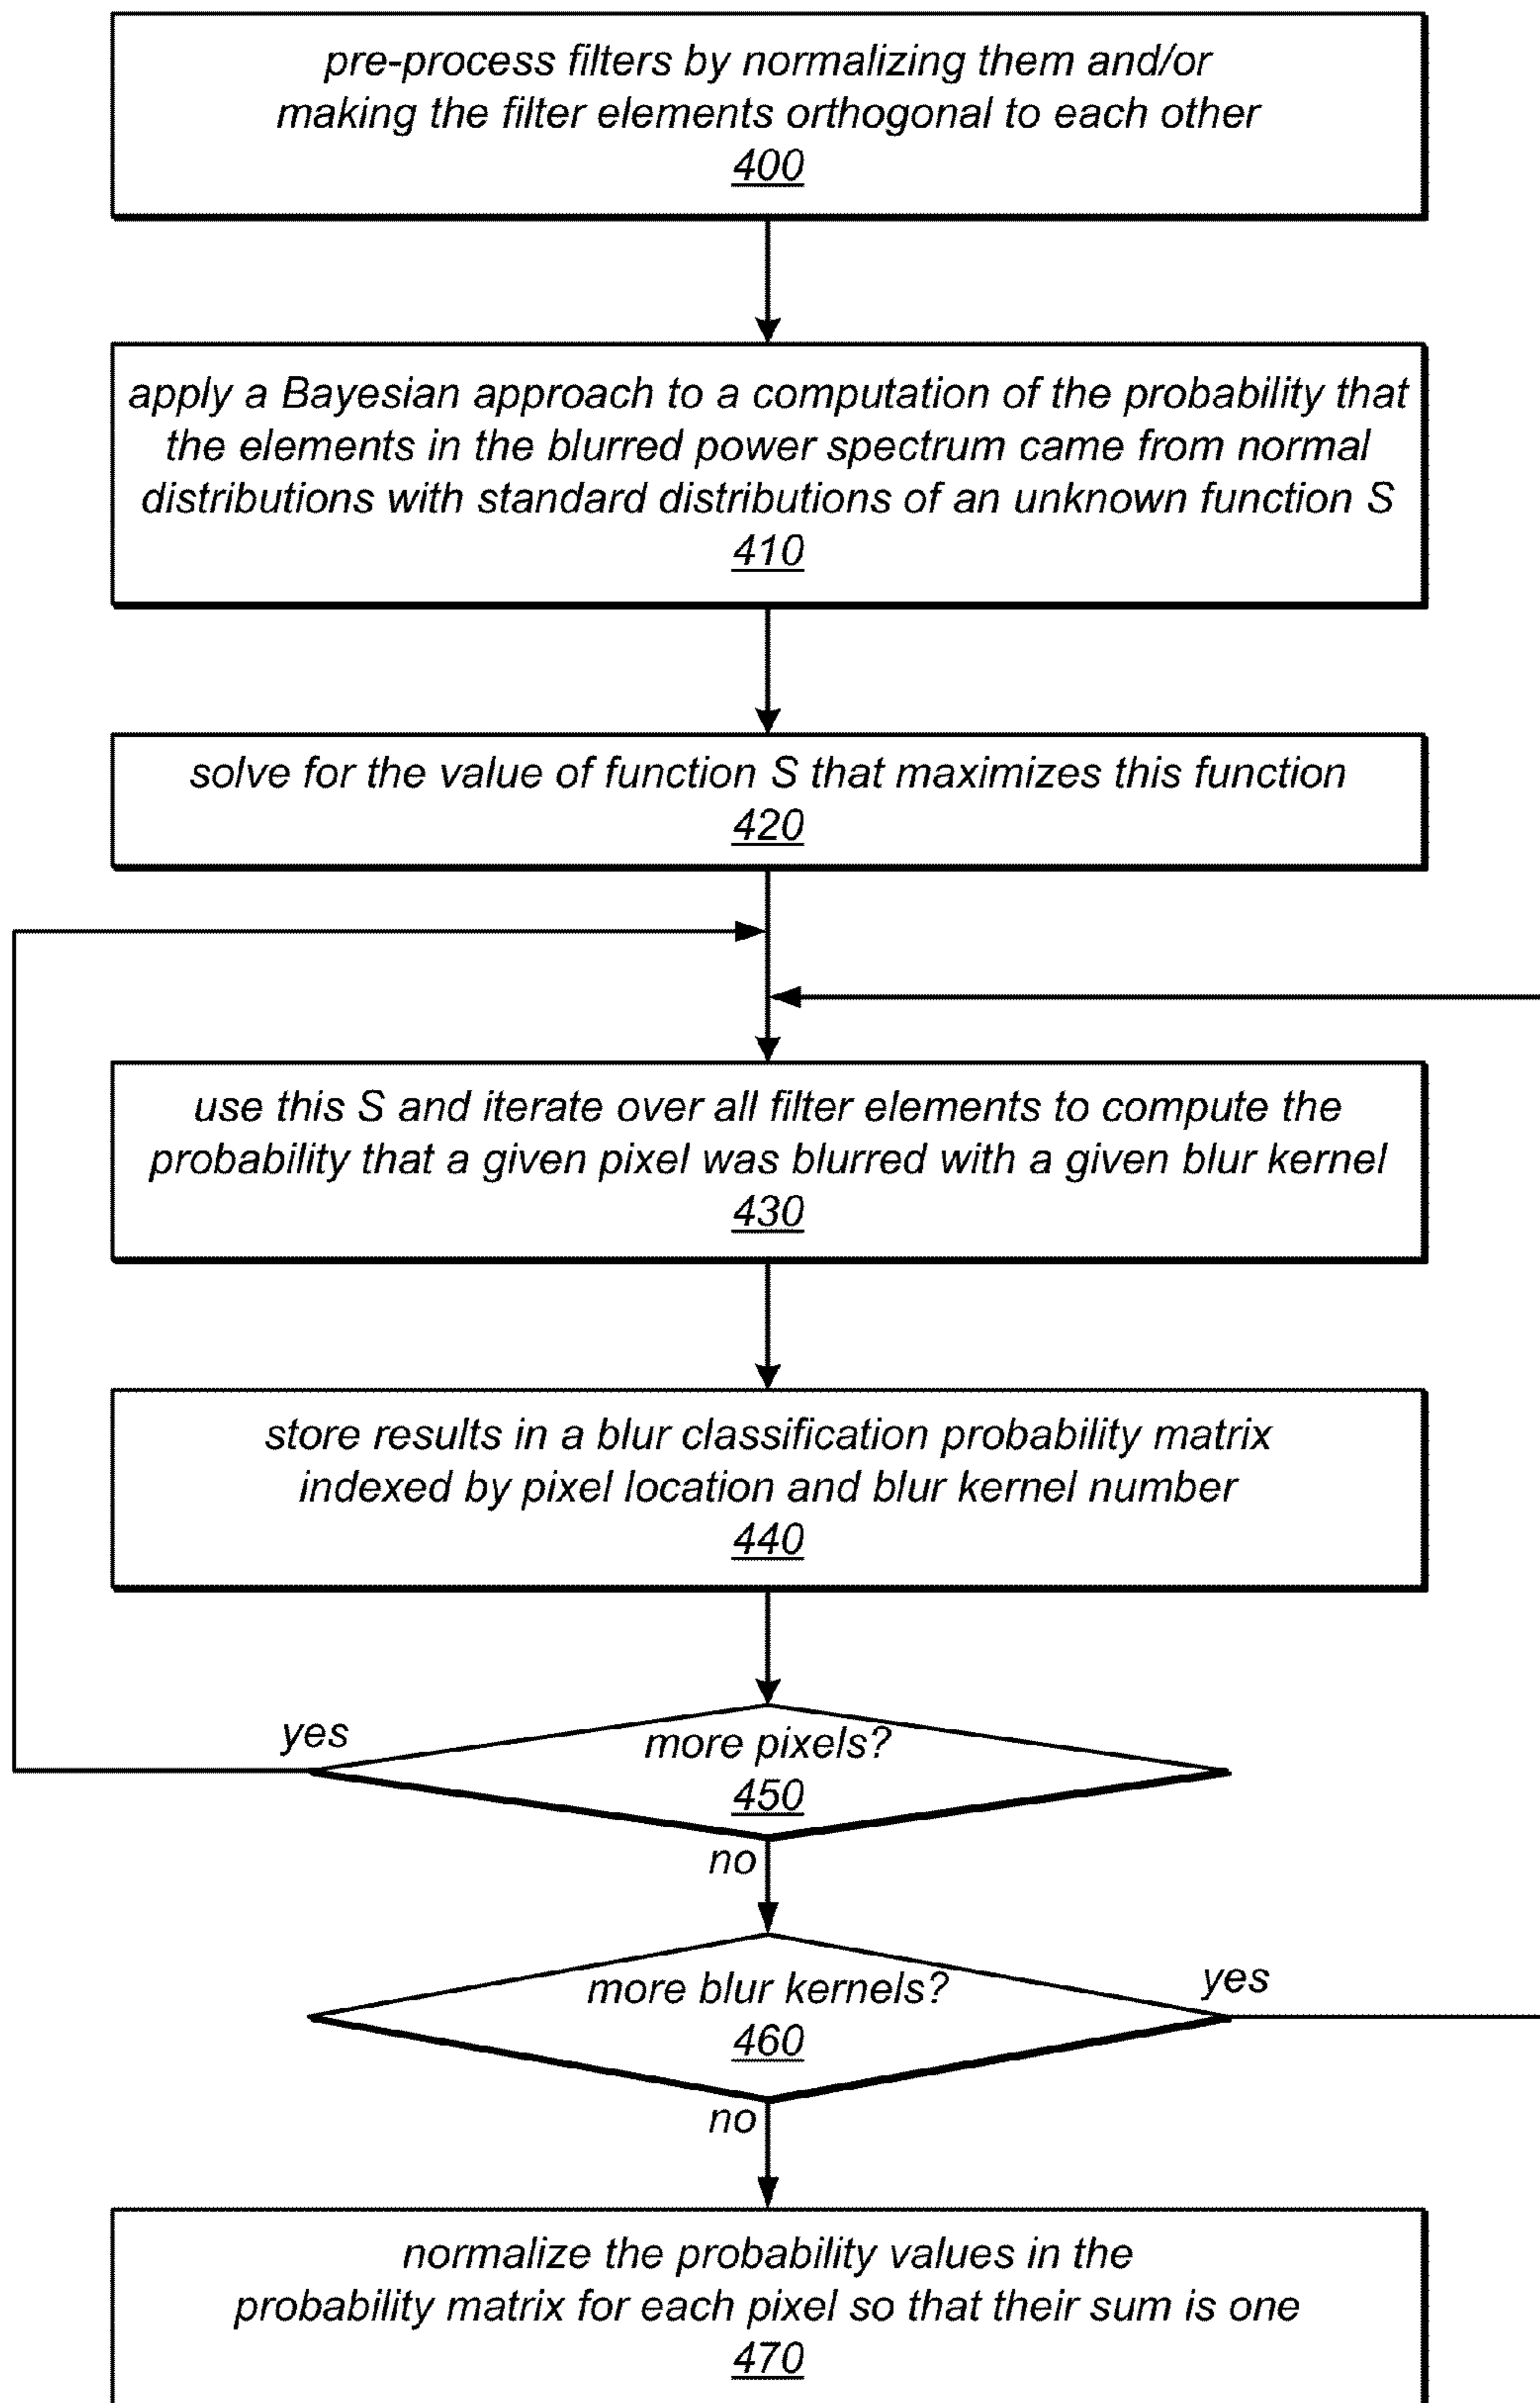 pre-process filters by normalizing them and/or
making the filter elements orthogonal to each other
400
apply a Bayesian approach to a computation of the probability that
the elements in the blurred power spectrum came from normal
distributions with standard distributions of an unknown function S
410
solve for the value of function S that maximizes this function
420
use this S and iterate over all filter elements to compute the
probability that a given pixel was blurred with a given blur kernel
430
store results in a blur classification probability matrix
indexed by pixel location and blur kernel number
440
yes
more pixels?
450
no
more blur kernels?
yes
460
no
normalize the probability values in the
probability matrix for each pixel so that their sum is one
470